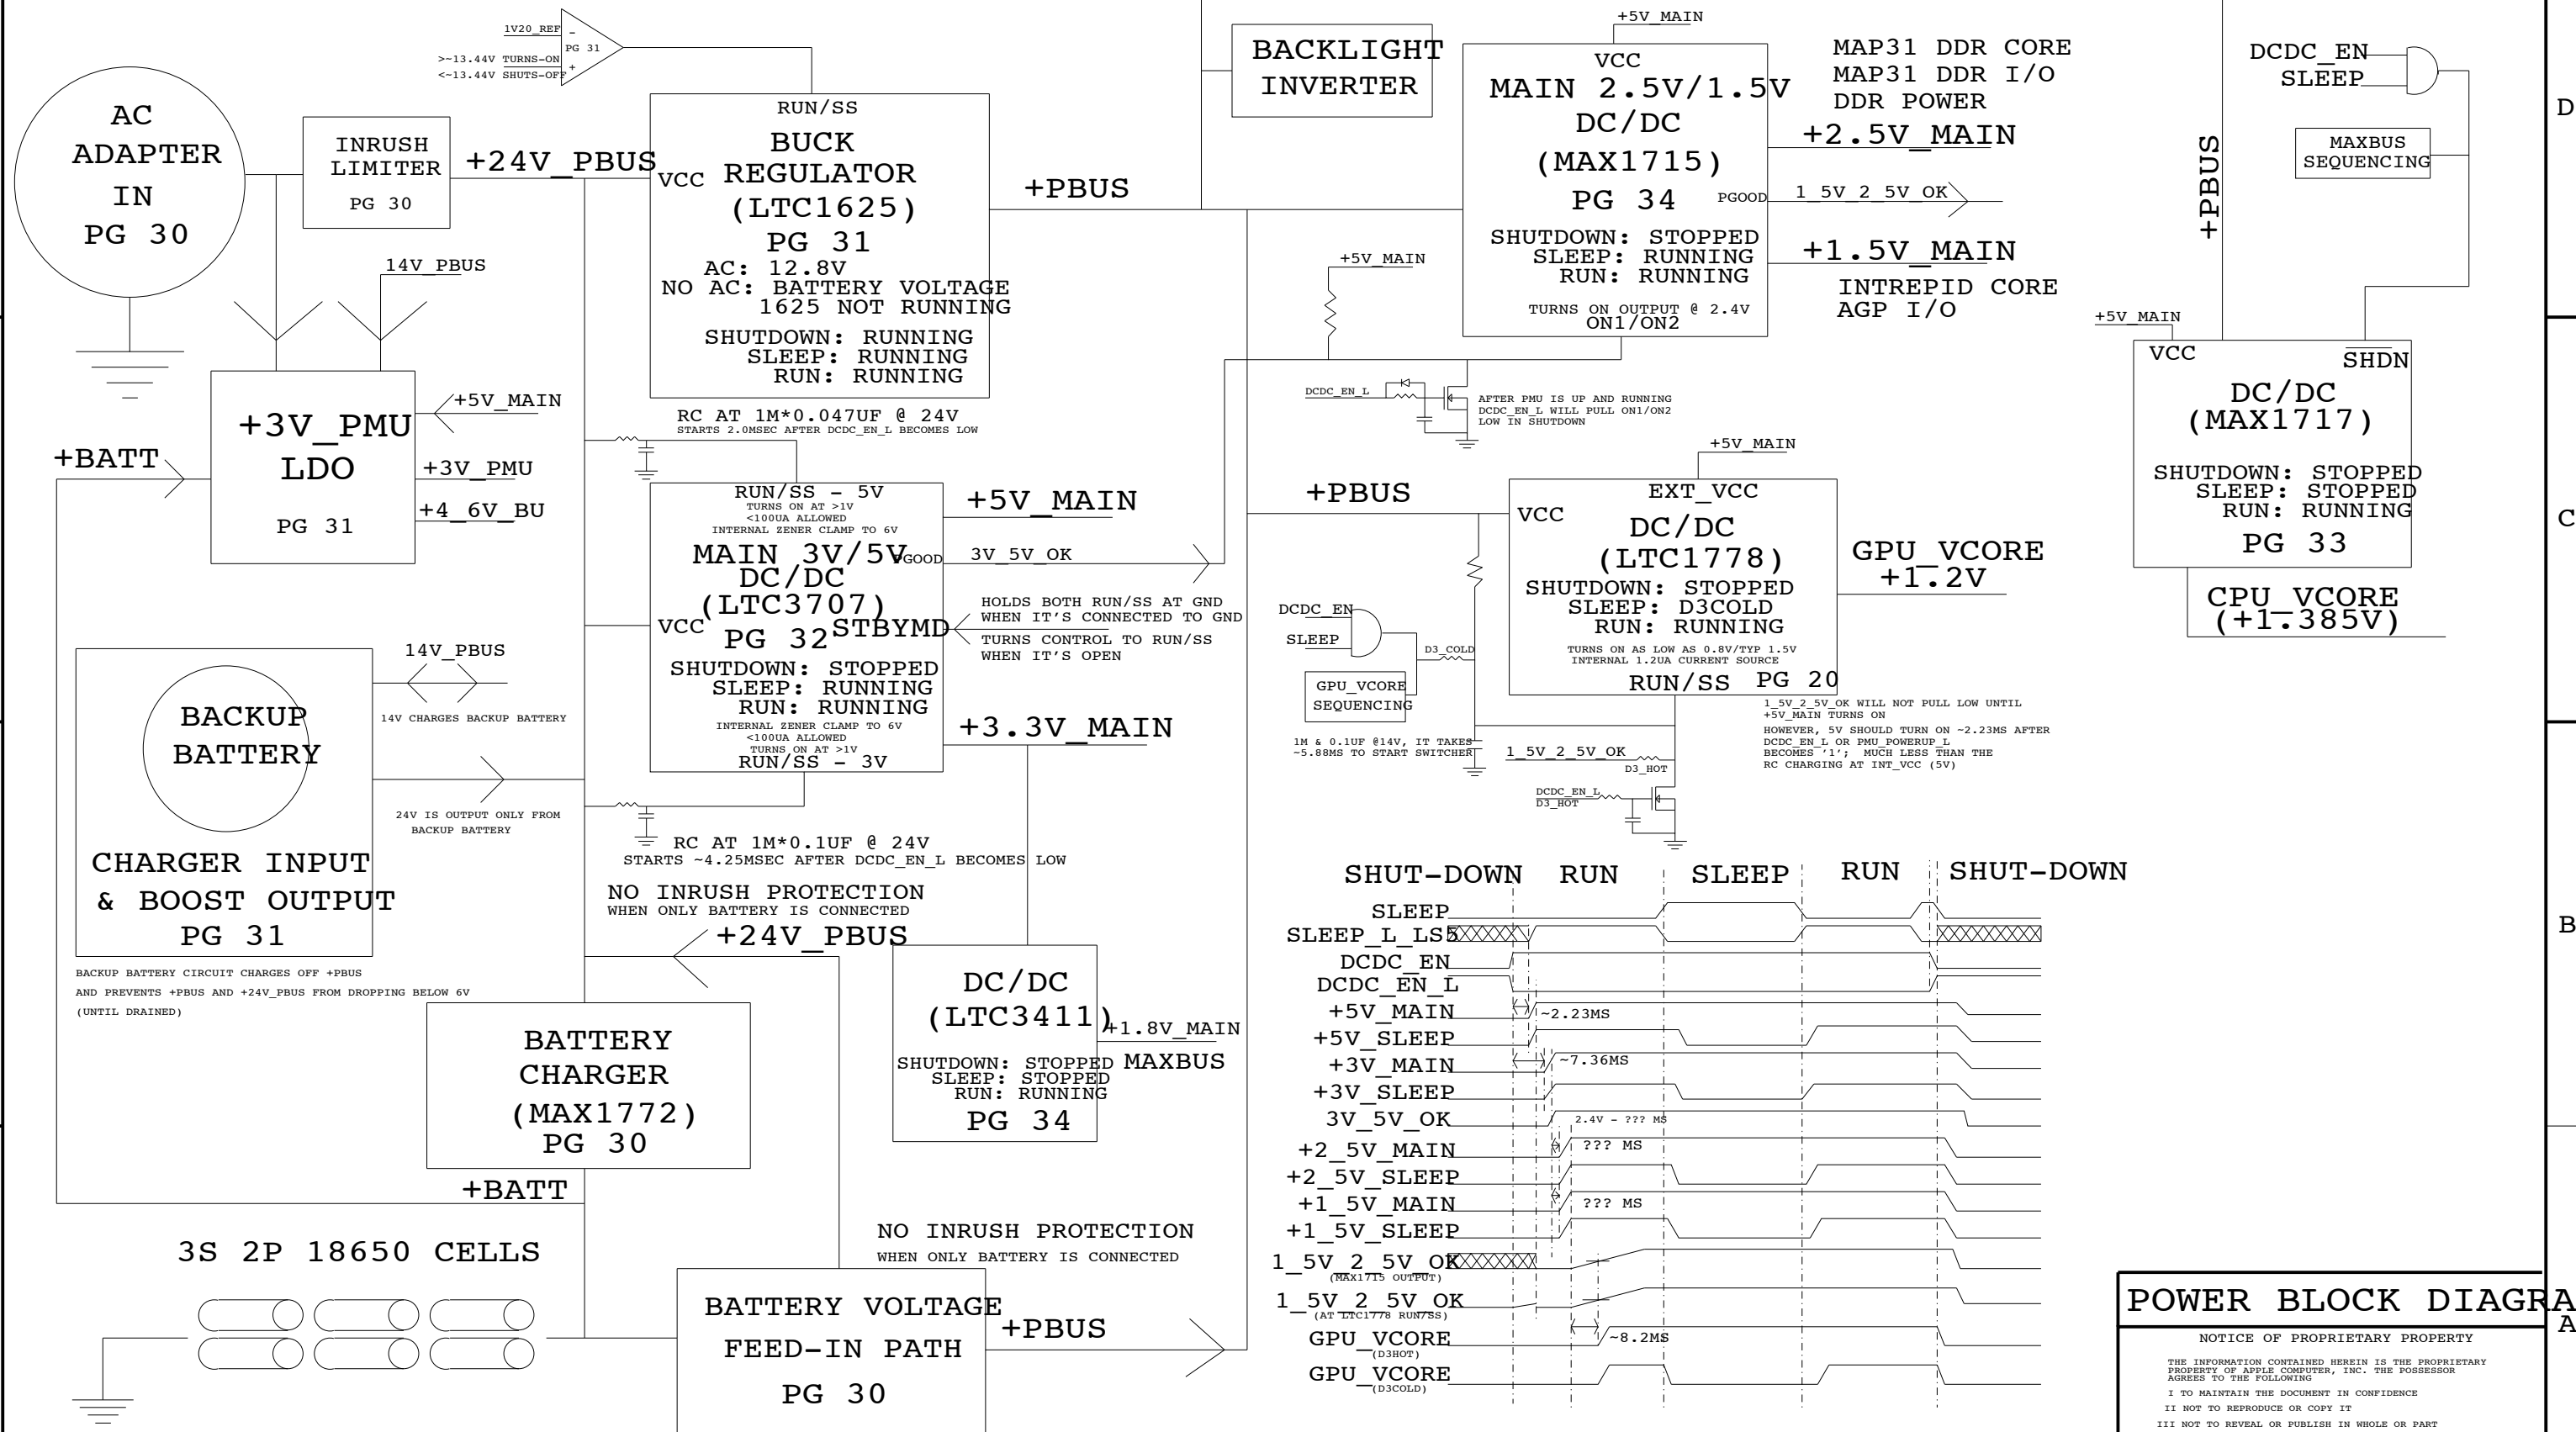 1V20_REF
-
PG 31
>~13.44V TURNS-ON
+
<~13.44V SHUTS-OFF
AC
ADAPTER
IN
PG 30
INRUSH
LIMITER
PG 30
+24V_PBUS
14V_PBUS
RUN/SS
BUCK
REGULATOR
VCC
(LTC1625)
PG 31
AC: 12.8V
NO AC: BATTERY VOLTAGE
1625 NOT RUNNING
SHUTDOWN: RUNNING
SLEEP: RUNNING
RUN: RUNNING
+PBUS
BACKLIGHT
INVERTER
+5V_MAIN
VCC
MAIN 2.5V/1.5V
DC/DC
(MAX1715)
PG 34
PGOOD
SHUTDOWN: STOPPED
SLEEP: RUNNING
RUN: RUNNING
TURNS ON OUTPUT @ 2.4V
ON1/ON2
MAP31 DDR CORE
MAP31 DDR I/O
DDR POWER
+2.5V_MAIN
1_5V_2_5V_OK
+1.5V_MAIN
INTREPID CORE
AGP I/O
DCDC_EN
SLEEP
MAXBUS
SEQUENCING
+PBUS
+5V_MAIN
VCC
SHDN
DC/DC
(MAX1717)
SHUTDOWN: STOPPED
SLEEP: STOPPED
RUN: RUNNING
PG 33
CPU_VCORE
(+1.385V)
D
C
B
A
+5V_MAIN
DCDC_EN_L
AFTER PMU IS UP AND RUNNING
DCDC_EN_L WILL PULL ON1/ON2
LOW IN SHUTDOWN
+3V_PMU
LDO
PG 31
+5V_MAIN
+3V_PMU
+4_6V_BU
+BATT
RC AT 1M*0.047UF @ 24V
STARTS 2.0MSEC AFTER DCDC_EN_L BECOMES LOW
RUN/SS - 5V
TURNS ON AT >1V
<100UA ALLOWED
INTERNAL ZENER CLAMP TO 6V
MAIN 3V/5V
PGOOD
DC/DC
(LTC3707)
VCC
PG 32
STBYMD
SHUTDOWN: STOPPED
SLEEP: RUNNING
RUN: RUNNING
INTERNAL ZENER CLAMP TO 6V
<100UA ALLOWED
TURNS ON AT >1V
RUN/SS - 3V
+5V_MAIN
3V_5V_OK
HOLDS BOTH RUN/SS AT GND
WHEN IT'S CONNECTED TO GND
TURNS CONTROL TO RUN/SS
WHEN IT'S OPEN
+3.3V_MAIN
+PBUS
+5V_MAIN
EXT_VCC
VCC
DC/DC
(LTC1778)
SHUTDOWN: STOPPED
SLEEP: D3COLD
RUN: RUNNING
TURNS ON AS LOW AS 0.8V/TYP 1.5V
INTERNAL 1.2UA CURRENT SOURCE
RUN/SS
PG 20
GPU_VCORE
+1.2V
DCDC_EN
SLEEP
D3_COLD
GPU_VCORE
SEQUENCING
1M & 0.1UF @14V, IT TAKES
~5.88MS TO START SWITCHER
1_5V_2_5V_OK
D3_HOT
DCDC_EN_L
D3_HOT
1_5V_2_5V_OK WILL NOT PULL LOW UNTIL
+5V_MAIN TURNS ON
HOWEVER, 5V SHOULD TURN ON ~2.23MS AFTER
DCDC_EN_L OR PMU_POWERUP_L
BECOMES '1'; MUCH LESS THAN THE
RC CHARGING AT INT_VCC (5V)
14V_PBUS
14V CHARGES BACKUP BATTERY
BACKUP
BATTERY
24V IS OUTPUT ONLY FROM
BACKUP BATTERY
CHARGER INPUT
& BOOST OUTPUT
PG 31
BACKUP BATTERY CIRCUIT CHARGES OFF +PBUS
AND PREVENTS +PBUS AND +24V_PBUS FROM DROPPING BELOW 6V
(UNTIL DRAINED)
RC AT 1M*0.1UF @ 24V
STARTS ~4.25MSEC AFTER DCDC_EN_L BECOMES LOW
NO INRUSH PROTECTION
WHEN ONLY BATTERY IS CONNECTED
+24V_PBUS
DC/DC
(LTC3411)
SHUTDOWN: STOPPED
SLEEP: STOPPED
RUN: RUNNING
PG 34
+1.8V_MAIN
MAXBUS
BATTERY
CHARGER
(MAX1772)
PG 30
+BATT
3S 2P 18650 CELLS
NO INRUSH PROTECTION
WHEN ONLY BATTERY IS CONNECTED
BATTERY VOLTAGE
FEED-IN PATH
PG 30
+PBUS
SHUT-DOWN
RUN
SLEEP
RUN
SHUT-DOWN
SLEEP
SLEEP_L_LS5
DCDC_EN
DCDC_EN_L
+5V_MAIN
~2.23MS
+5V_SLEEP
+3V_MAIN
~7.36MS
+3V_SLEEP
3V_5V_OK
2.4V - ??? MS
+2_5V_MAIN
??? MS
+2_5V_SLEEP
+1_5V_MAIN
??? MS
+1_5V_SLEEP
1_5V_2_5V_OK
(MAX1715 OUTPUT)
1_5V_2_5V_OK
(AT LTC1778 RUN/SS)
GPU_VCORE
~8.2MS
(D3HOT)
GPU_VCORE
(D3COLD)
POWER BLOCK DIAGRA
NOTICE OF PROPRIETARY PROPERTY
THE INFORMATION CONTAINED HEREIN IS THE PROPRIETARY
PROPERTY OF APPLE COMPUTER, INC. THE POSSESSOR
AGREES TO THE FOLLOWING
I TO MAINTAIN THE DOCUMENT IN CONFIDENCE
II NOT TO REPRODUCE OR COPY IT
III NOT TO REVEAL OR PUBLISH IN WHOLE OR PART